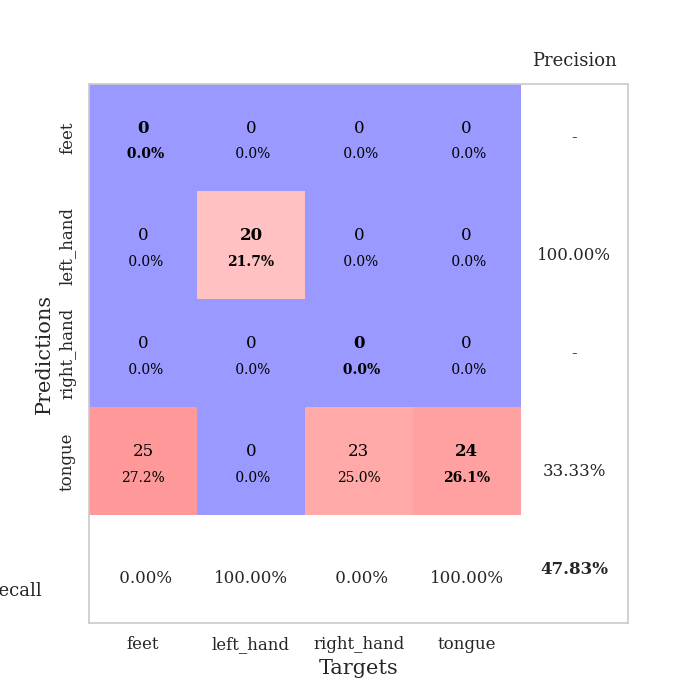 Precision
feet
0 0 0 0
0.0% 0.0% 0.0% 0.0%
-
left_hand
0 20 0 0
0.0% 21.7% 0.0% 0.0%
100.00%
right_hand
0 0 0 0
0.0% 0.0% 0.0% 0.0%
-
tongue
25 0 23 24
27.2% 0.0% 25.0% 26.1%
33.33%
Predictions
ecall
0.00% 100.00% 0.00% 100.00%
47.83%
feet left_hand right_hand tongue
Targets